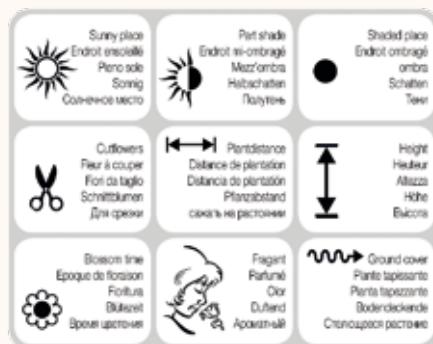 Sunny place
Endroit ensoleillé
Pieno sole
Sonnig
Солнечное место
Part shade
Endroit mi-ombragé
Mezz'ombra
Halbschatten
Полутень
Shaded place
Endroit ombragé
ombra
Schatten
Тени
Cutflowers
Fleur à couper
Fiori da taglio
Schnittblumen
Для срезки
Plantdistance
Distance de plantation
Distancia de plantatión
Pflanzabstand
сажать на растоянии
Height
Hauteur
Altazza
Höhe
Высота
Blossom time
Epoque de floraison
Fioritura
Blütezeit
Время цветения
Fragant
Parfumé
Olor
Duftend
Ароматный
Ground cover
Plante tapissante
Pianta tapezzante
Bodendeckende
Стелющееся растение